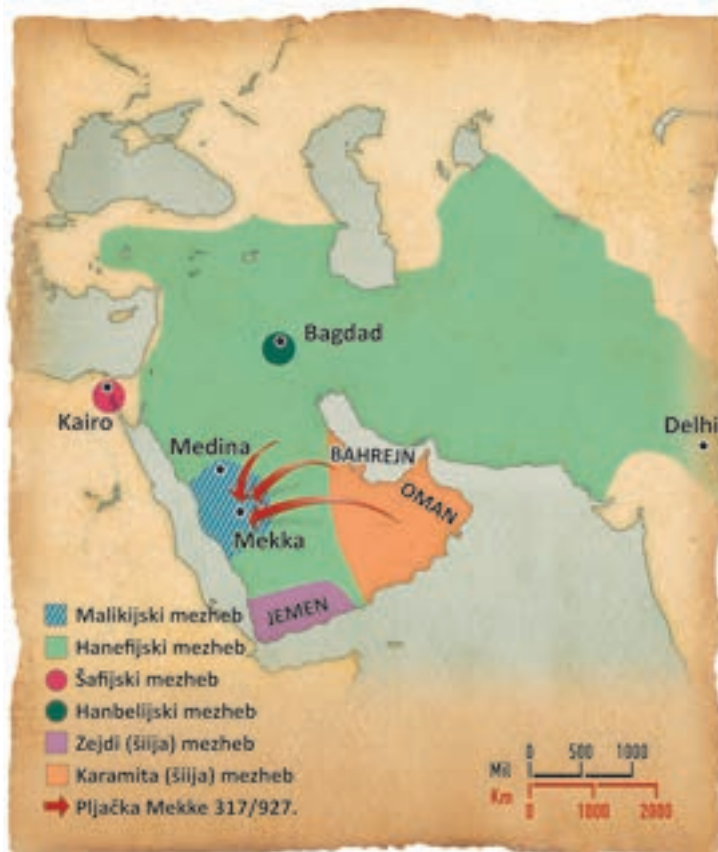 Bagdad
Kairo
Delhi
Medina
BAHREJN
OMAN
Mekka
JEMEN
Malikijski mezheb
Hanefijski mezheb
Šafijski mezheb
Hanbelijski mezheb
Zejdi (šiija) mezheb
Karamita (šiija) mezheb
Pljačka Mekke 317/927.
Mil 0 500 1000
Km 0 1000 2000